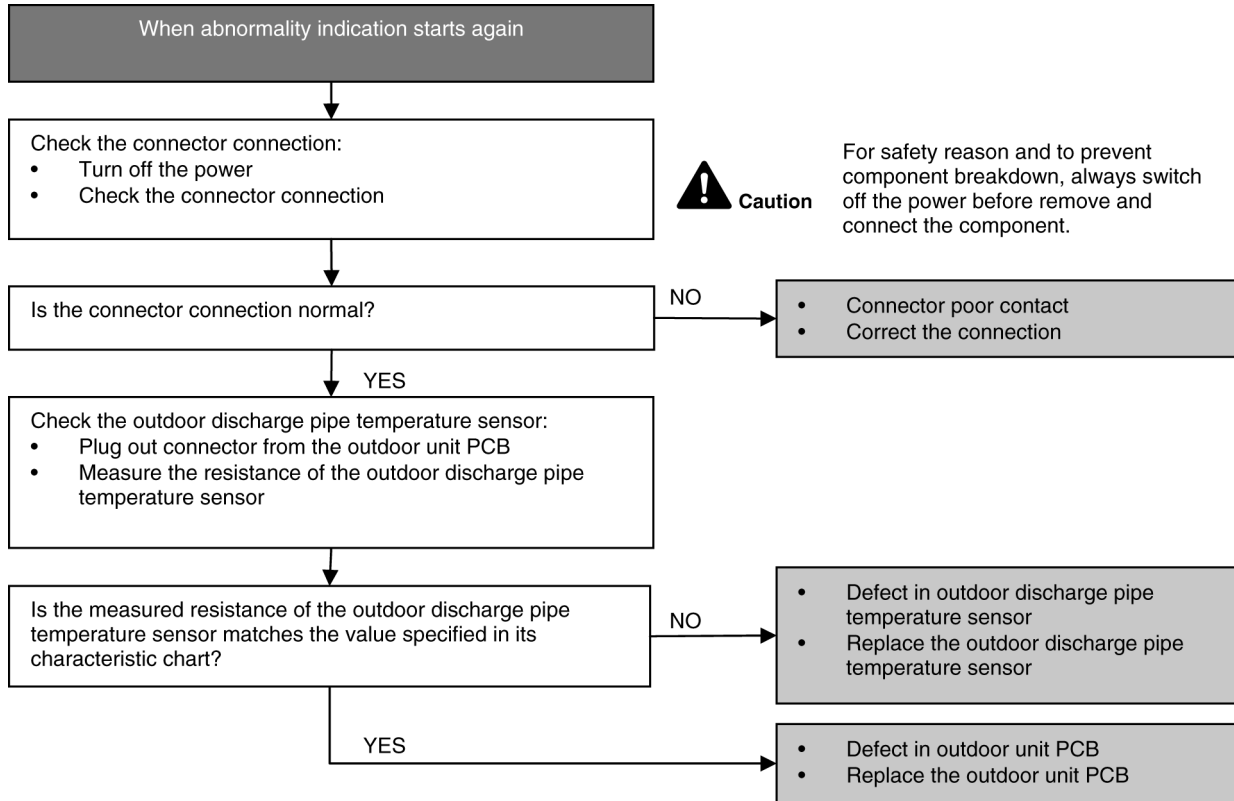 When abnormality indication starts again
Check the connector connection:
• Turn off the power
• Check the connector connection
Caution
For safety reason and to prevent
component breakdown, always switch
off the power before remove and
connect the component.
Is the connector connection normal?
NO
• Connector poor contact
• Correct the connection
YES
Check the outdoor discharge pipe temperature sensor:
• Plug out connector from the outdoor unit PCB
• Measure the resistance of the outdoor discharge pipe
temperature sensor
Is the measured resistance of the outdoor discharge pipe
temperature sensor matches the value specified in its
characteristic chart?
NO
• Defect in outdoor discharge pipe
temperature sensor
• Replace the outdoor discharge pipe
temperature sensor
YES
• Defect in outdoor unit PCB
• Replace the outdoor unit PCB